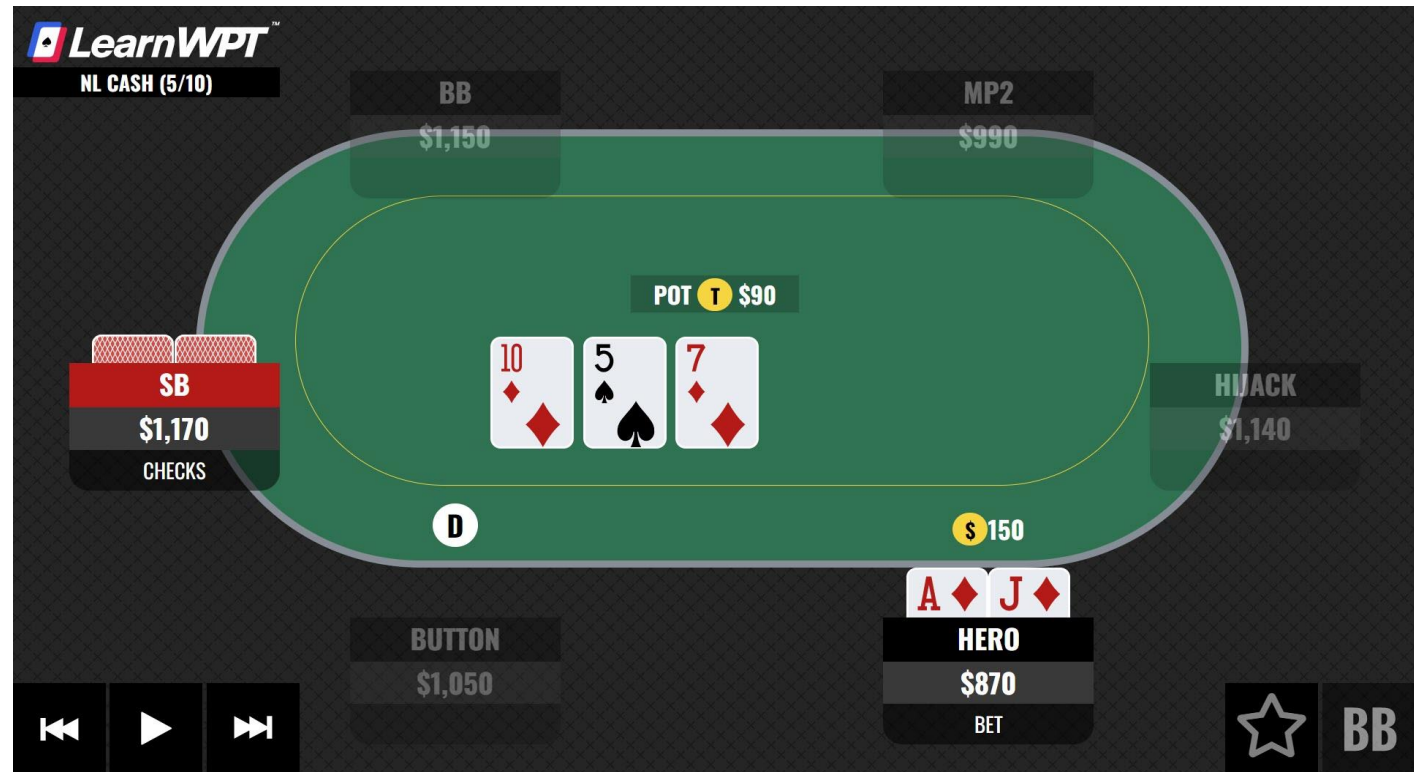 LearnWPT™
NL CASH (5/10)
BB
$1,150
MP2
$990
POT T $90
10
5
7
SB
$1,170
CHECKS
HIJACK
$1,140
D
$ 150
A J
BUTTON
$1,050
HERO
$870
BET
BB